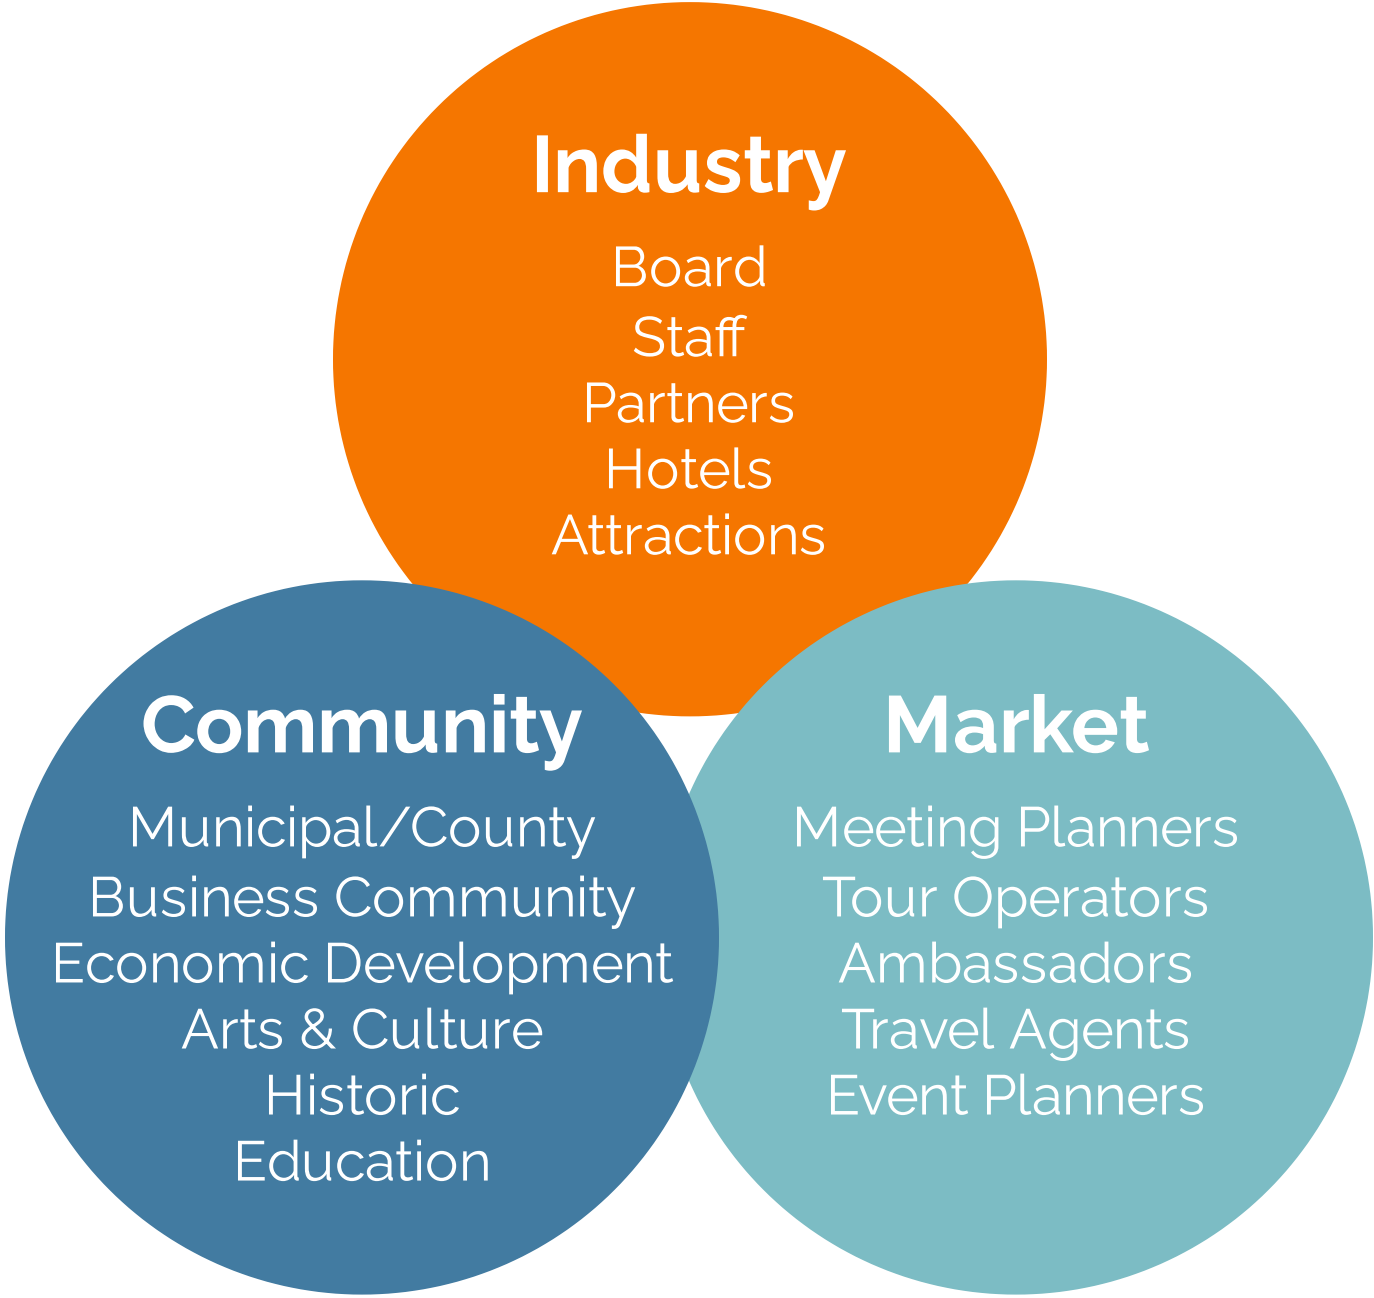 Industry
Board
Staff
Partners
Hotels
Attractions
Community
Municipal/County
Business Community
Economic Development
Arts & Culture
Historic
Education
Market
Meeting Planners
Tour Operators
Ambassadors
Travel Agents
Event Planners